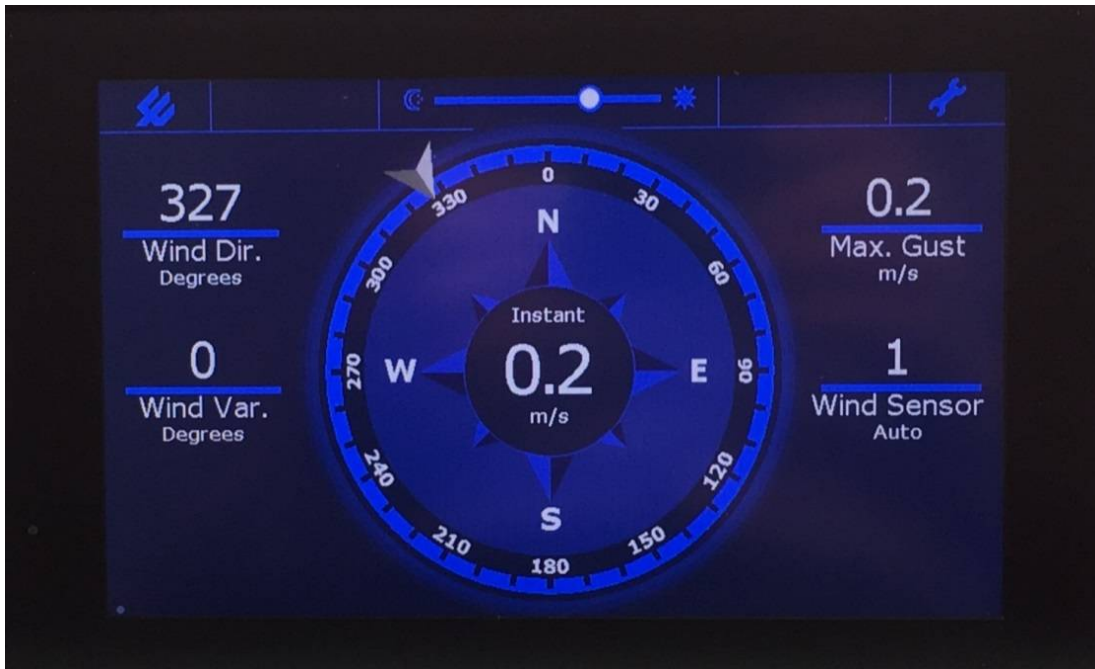 327
Wind Dir.
Degrees
0
Wind Var.
Degrees
0
30
60
90
120
150
180
210
240
270
300
330
N
E
S
W
Instant
0.2
m/s
0.2
Max. Gust
m/s
1
Wind Sensor
Auto